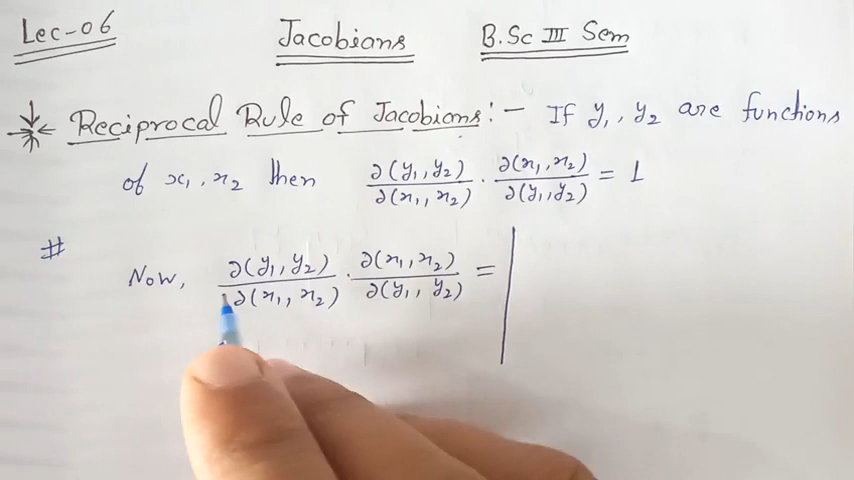 Lec-06 Jacobians B.Sc III Sem
Reciprocal Rule of Jacobians:- If y₁, y₂ are functions
of x₁, x₂ then ∂(y₁, y₂)/∂(x₁, x₂) · ∂(x₁, x₂)/∂(y₁, y₂) = 1
#
Now, ∂(y₁, y₂)/∂(x₁, x₂) · ∂(x₁, x₂)/∂(y₁, y₂) = |